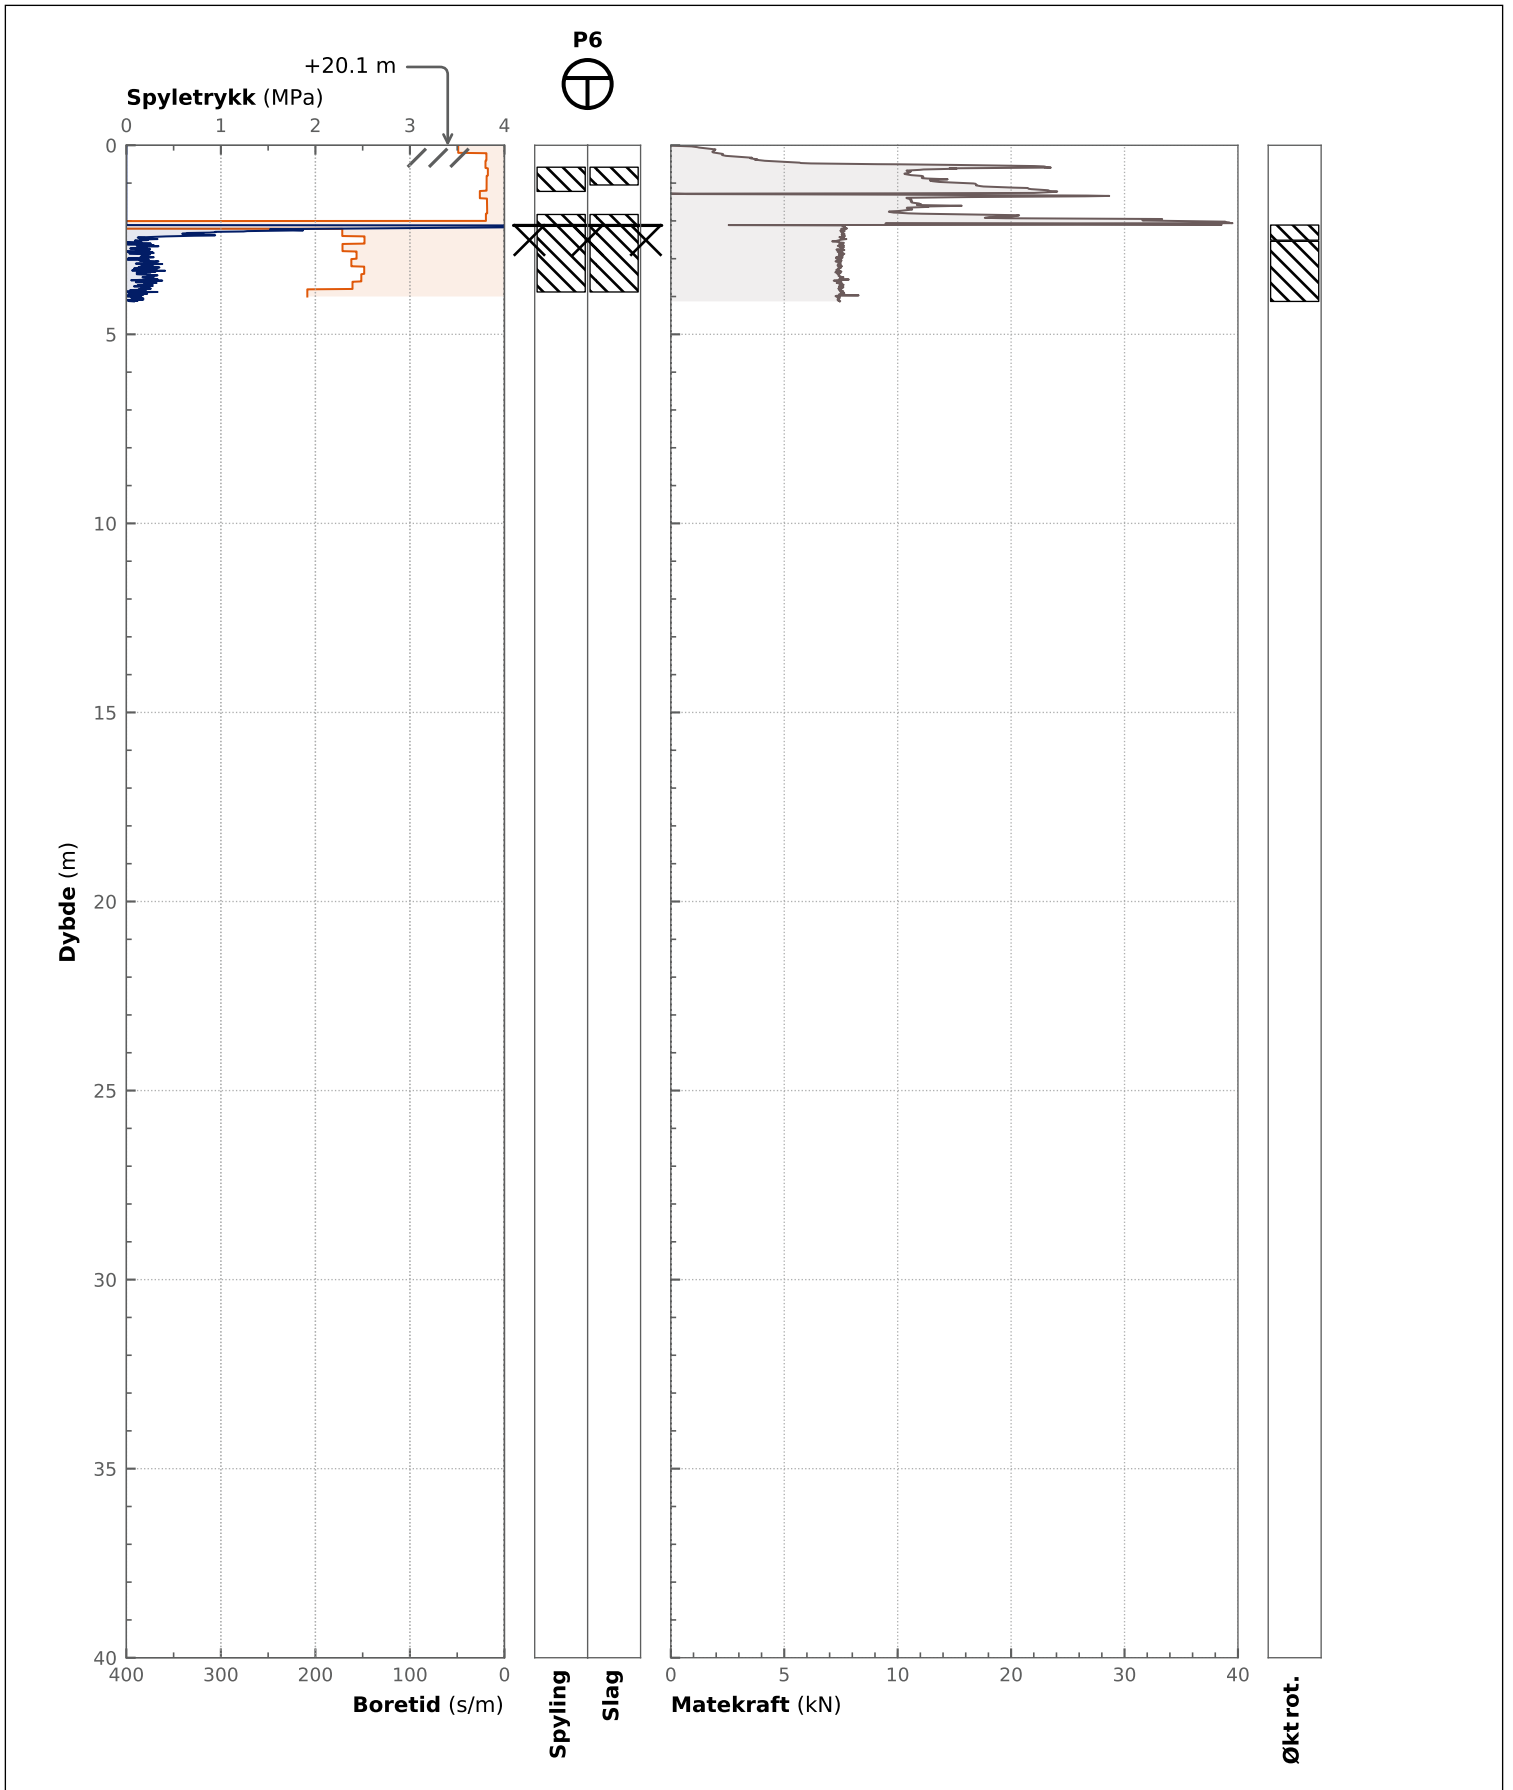 P6
+20.1 m
Spyletrykk (MPa)
0 1 2 3 4
0
5
10
15
20
25
30
35
40
Dybde (m)
400 300 200 100 0
Boretid (s/m)
Spyling
Slag
0 5 10 20 30 40
Matekraft (kN)
Økt rot.